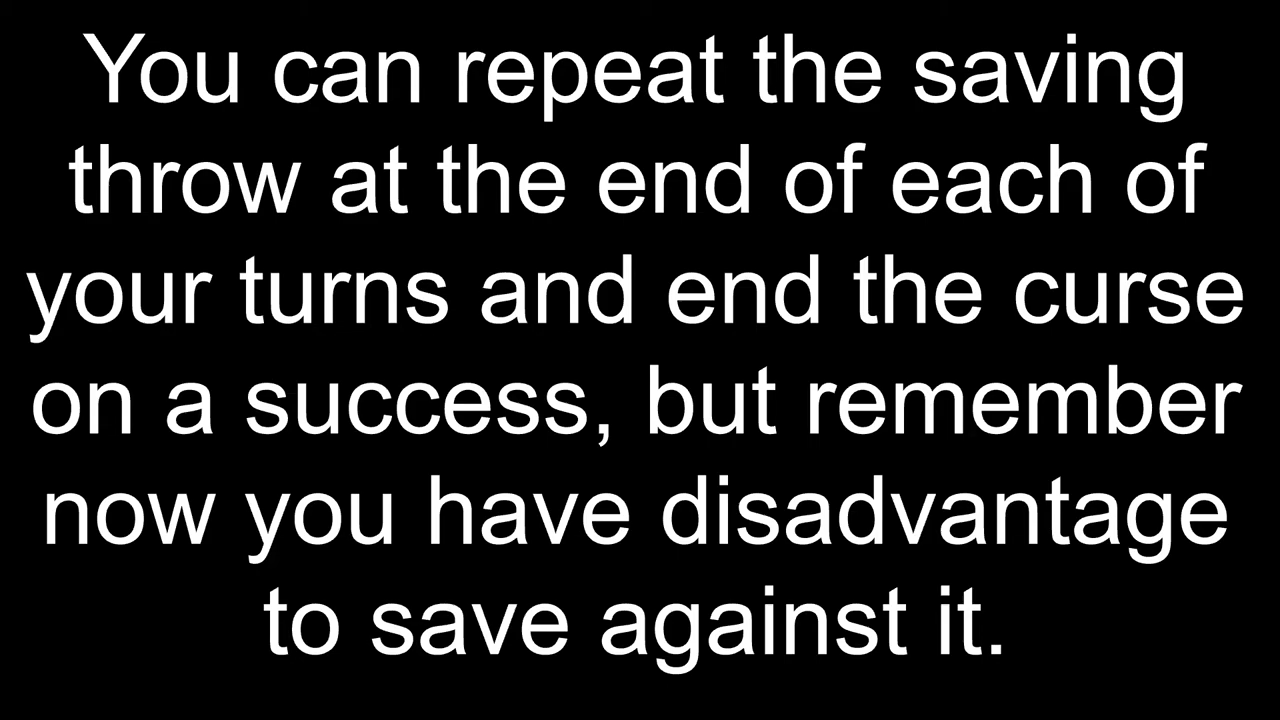 You can repeat the saving
throw at the end of each of
your turns and end the curse
on a success, but remember
now you have disadvantage
to save against it.